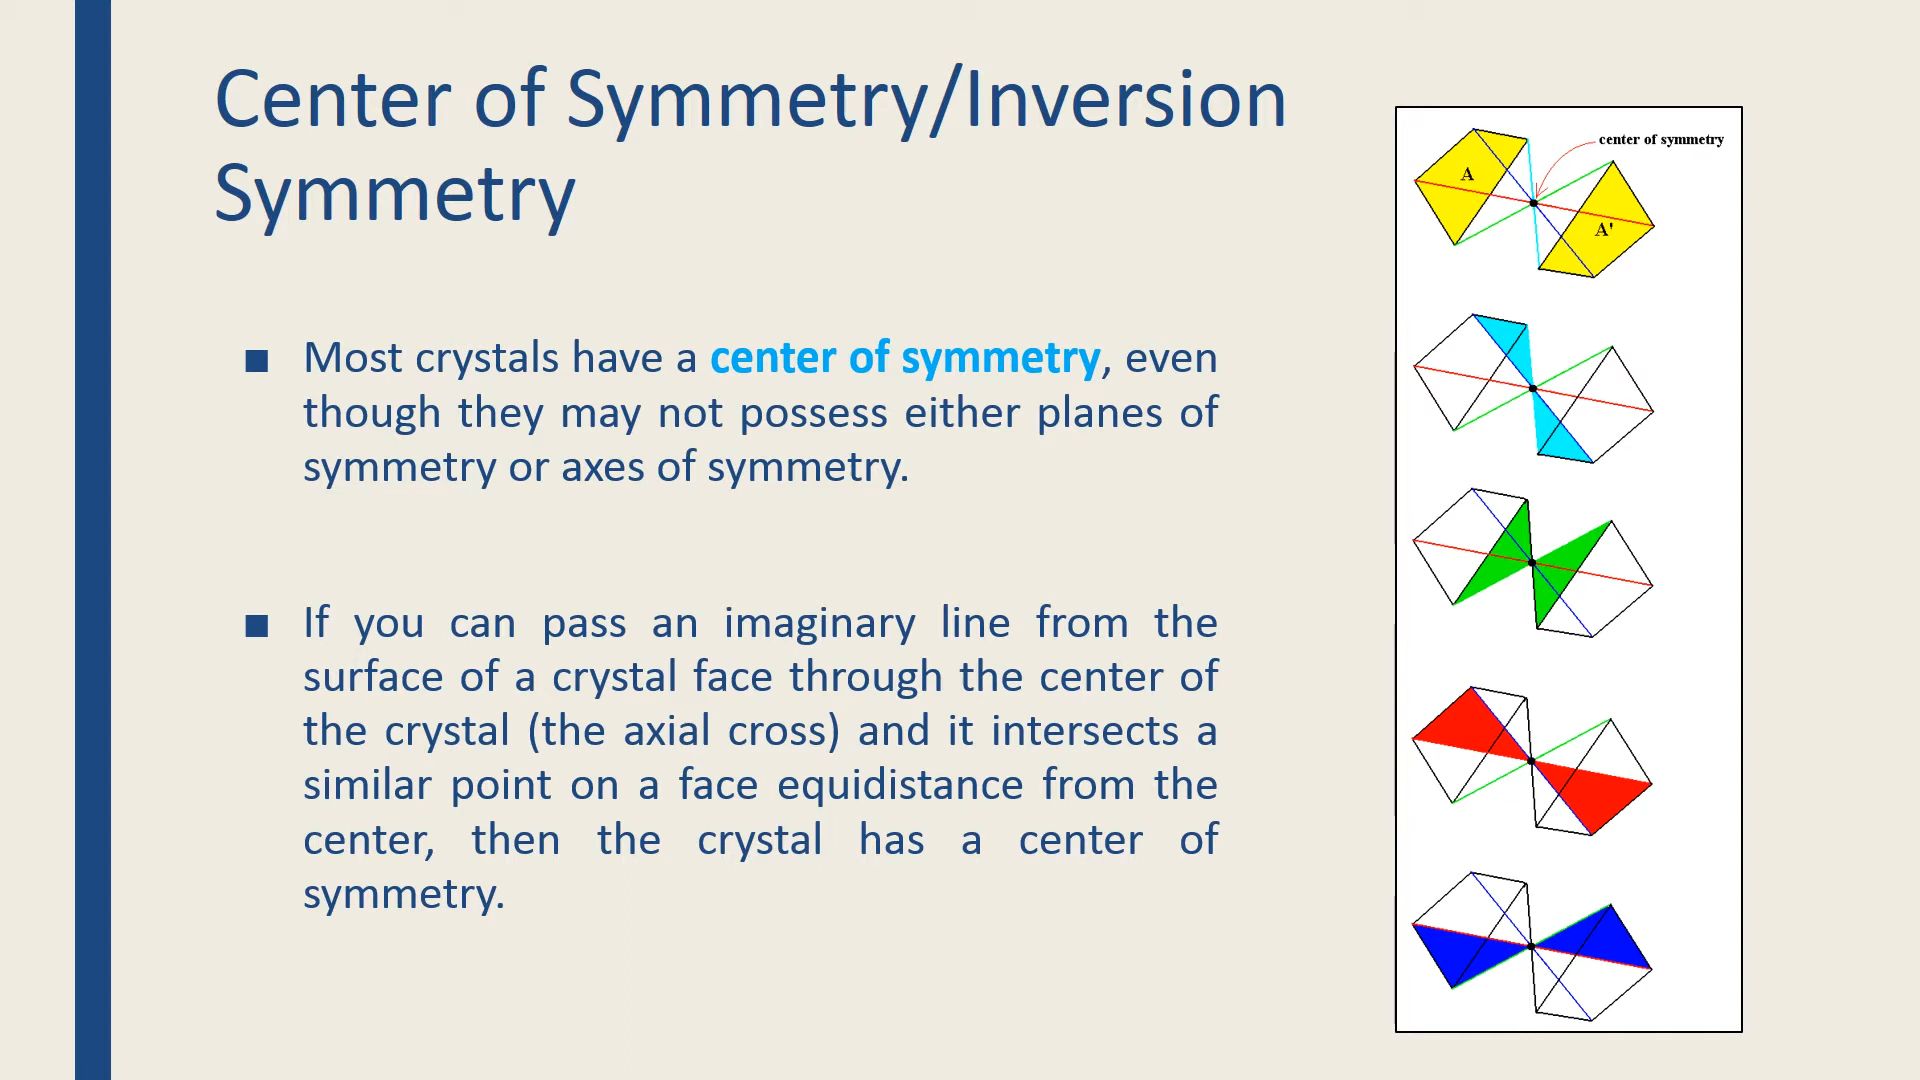 Center of Symmetry/Inversion
Symmetry
■ Most crystals have a center of symmetry, even
though they may not possess either planes of
symmetry or axes of symmetry.
■ If you can pass an imaginary line from the
surface of a crystal face through the center of
the crystal (the axial cross) and it intersects a
similar point on a face equidistance from the
center, then the crystal has a center of
symmetry.
center of symmetry
A
A'